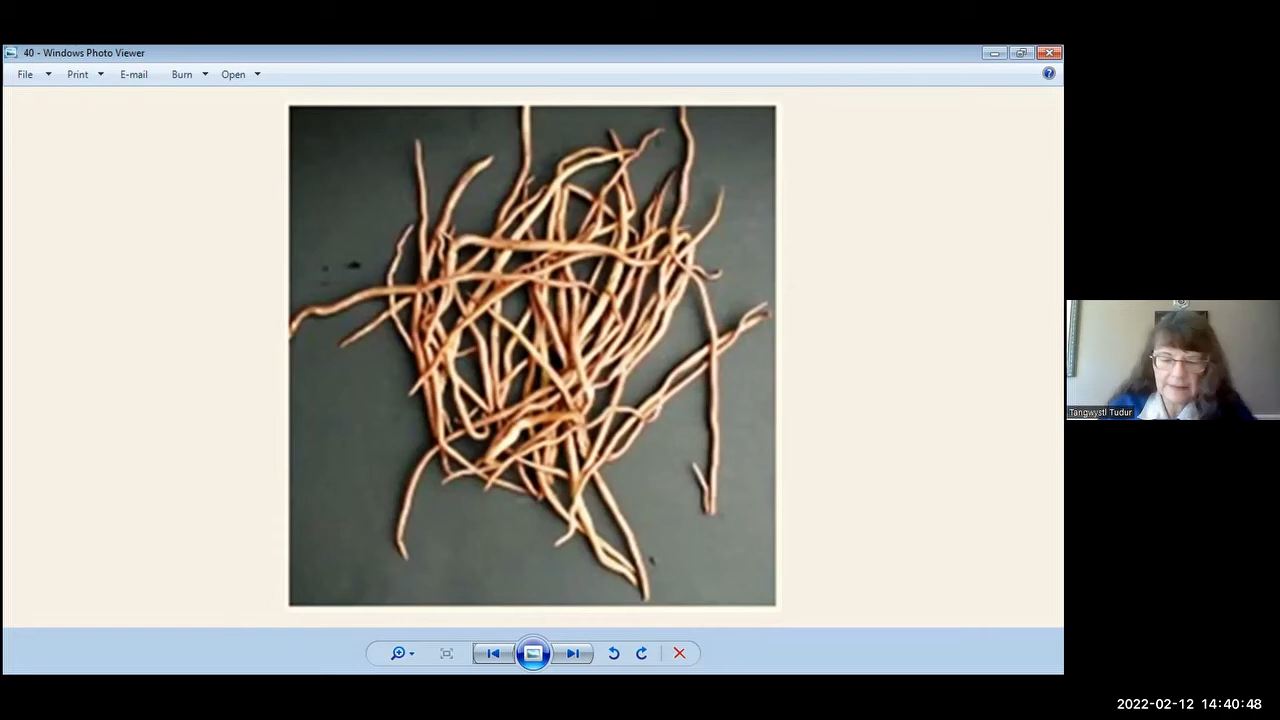 40 - Windows Photo Viewer
File Print E-mail Burn Open
Tangwystl Tudur
2022-02-12 14:40:48